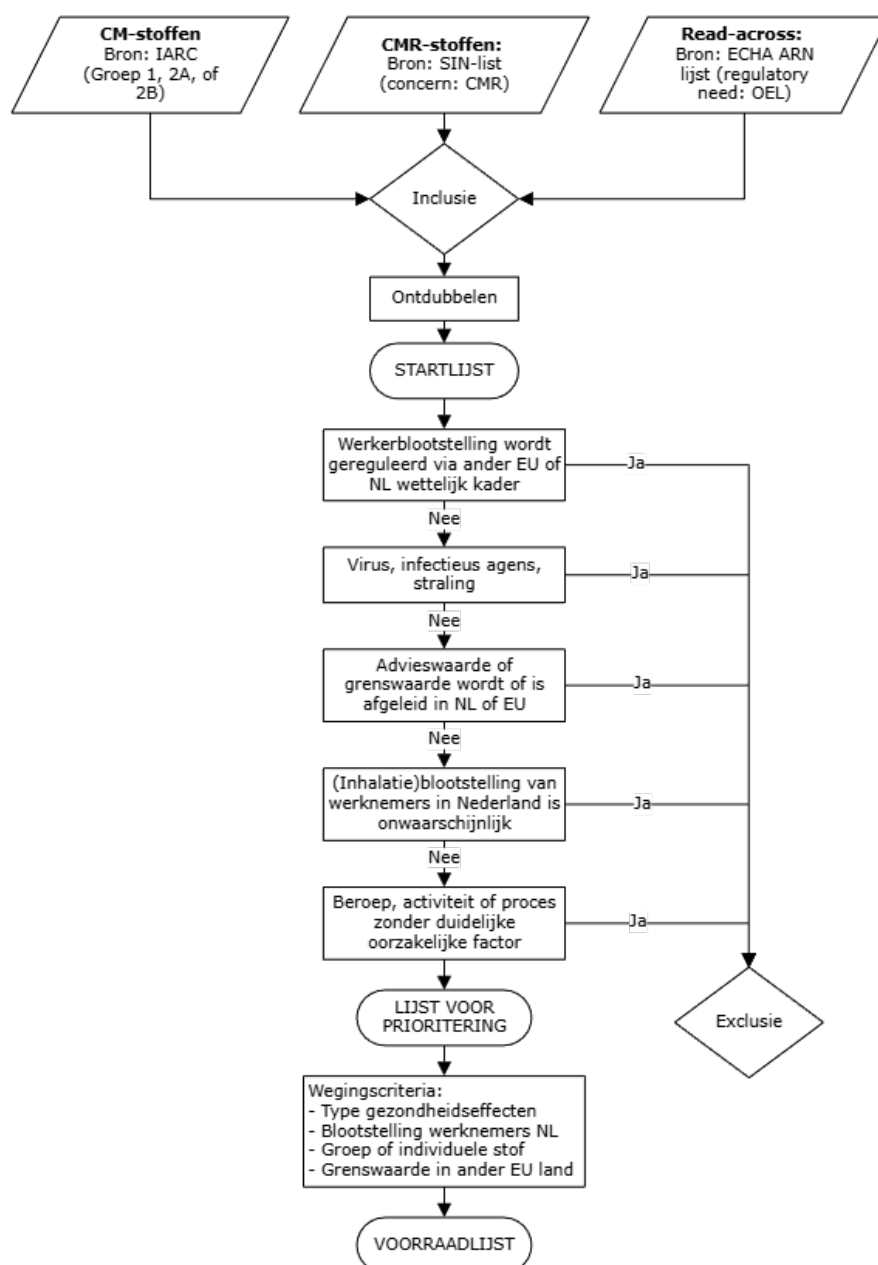 CM-stoffen
Bron: IARC
(Groep 1, 2A, of
2B)
CMR-stoffen:
Bron: SIN-list
(concern: CMR)
Read-across:
Bron: ECHA ARN
lijst (regulatory
need: OEL)
Inclusie
Ontdubbelen
STARTLIJST
Werkerblootstelling wordt
gereguleerd via ander EU of
NL wettelijk kader
Ja
Nee
Virus, infectieus agens,
straling
Ja
Nee
Advieswaarde of
grenswaarde wordt of is
afgeleid in NL of EU
Ja
Nee
(Inhalatie)blootstelling van
werknemers in Nederland is
onwaarschijnlijk
Ja
Nee
Beroep, activiteit of proces
zonder duidelijke
oorzakelijke factor
Ja
LIJST VOOR
PRIORITERING
Exclusie
Wegingscriteria:
- Type gezondheidseffecten
- Blootstelling werknemers NL
- Groep of individuele stof
- Grenswaarde in ander EU land
VOORRAADLIJST